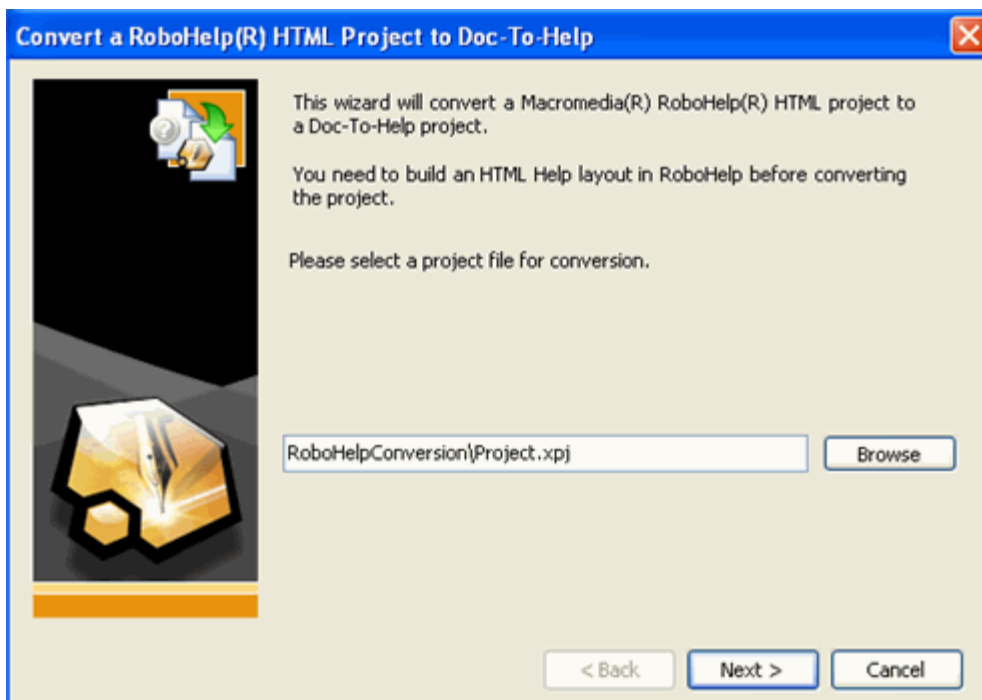 Convert a RoboHelp(R) HTML Project to Doc-To-Help
This wizard will convert a Macromedia(R) RoboHelp(R) HTML project to
a Doc-To-Help project.
You need to build an HTML Help layout in RoboHelp before converting
the project.
Please select a project file for conversion.
RoboHelpConversion\Project.xpj
Browse
< Back
Next >
Cancel